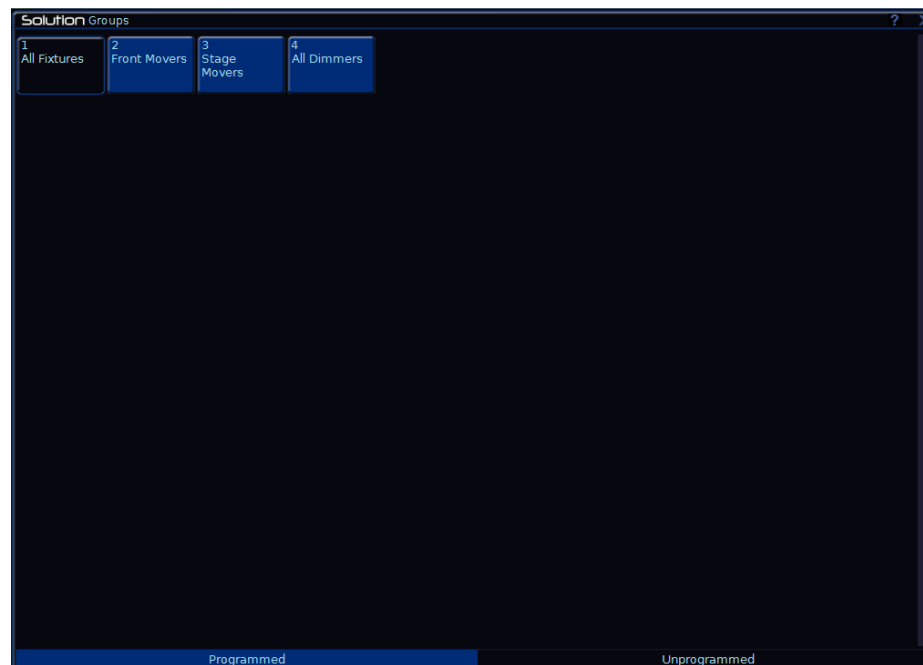 Solution Groups ? X
1 2 3 4
All Fixtures Front Movers Stage Movers All Dimmers
Programmed Unprogrammed